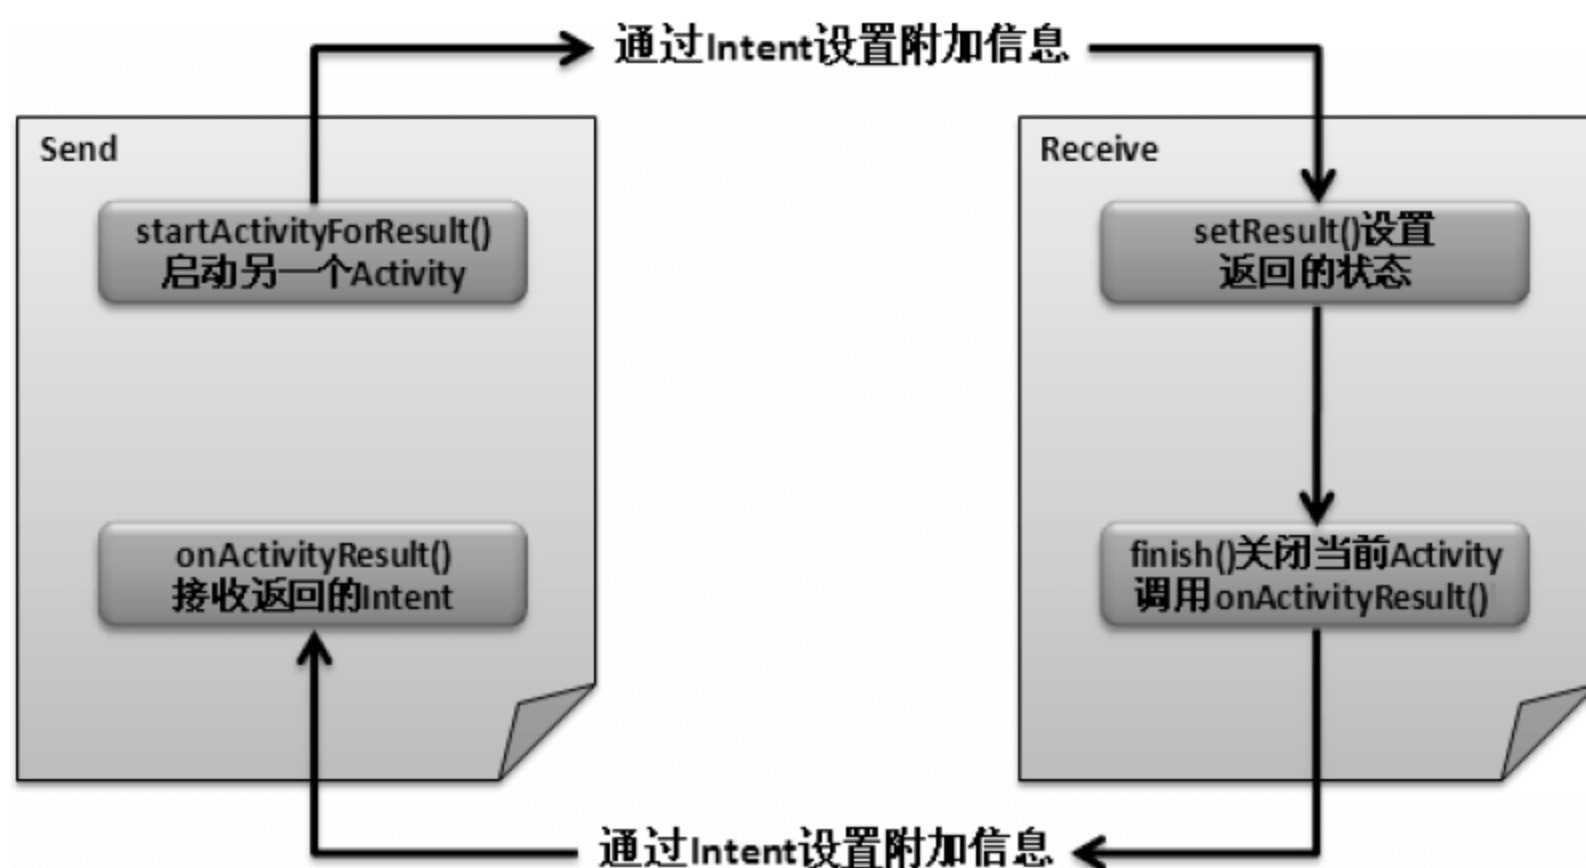 通过Intent设置附加信息
Send
startActivityForResult()
启动另一个Activity
onActivityResult()
接收返回的Intent
Receive
setResult()设置
返回的状态
finish()关闭当前Activity
调用onActivityResult()
通过Intent设置附加信息